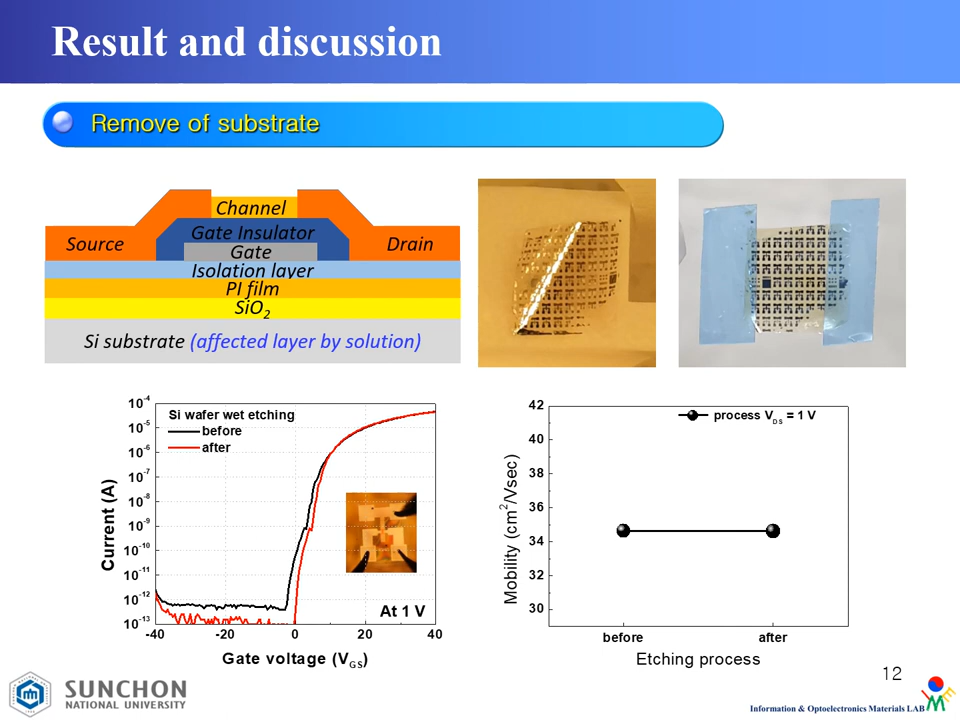 Result and discussion
Remove of substrate
Channel
Gate Insulator
Source
Gate
Drain
Isolation layer
PI film
SiO2
Si substrate (affected layer by solution)
10-4
10-5
10-6
10-7
10-8
10-9
10-10
10-11
10-12
10-13
Current (A)
Si wafer wet etching
before
after
At 1 V
-40 -20 0 20 40
Gate voltage (VGS)
42
40
38
36
34
32
30
Mobility (cm2/Vsec)
process VDS = 1 V
before after
Etching process
12
SUNCHON
NATIONAL UNIVERSITY
Information & Optoelectronics Materials LAB